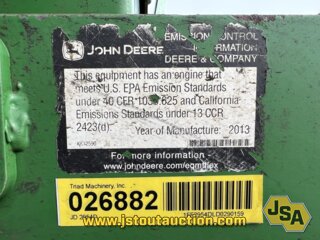 JOHN DEERE
EMISSION CONTROL
INFORMATION
DEERE & COMPANY
This equipment has an engine that
meets U.S. EPA Emission Standards
under 40 CFR 1039.625 and California
Emissions Standards under 13 CCR
2423(d).
Year of Manufacture: 2013
For more information
www.johndeere.com/eqmflex
Triad Machinery, Inc.
026882
JD
www.jstoutauction.com
JSA